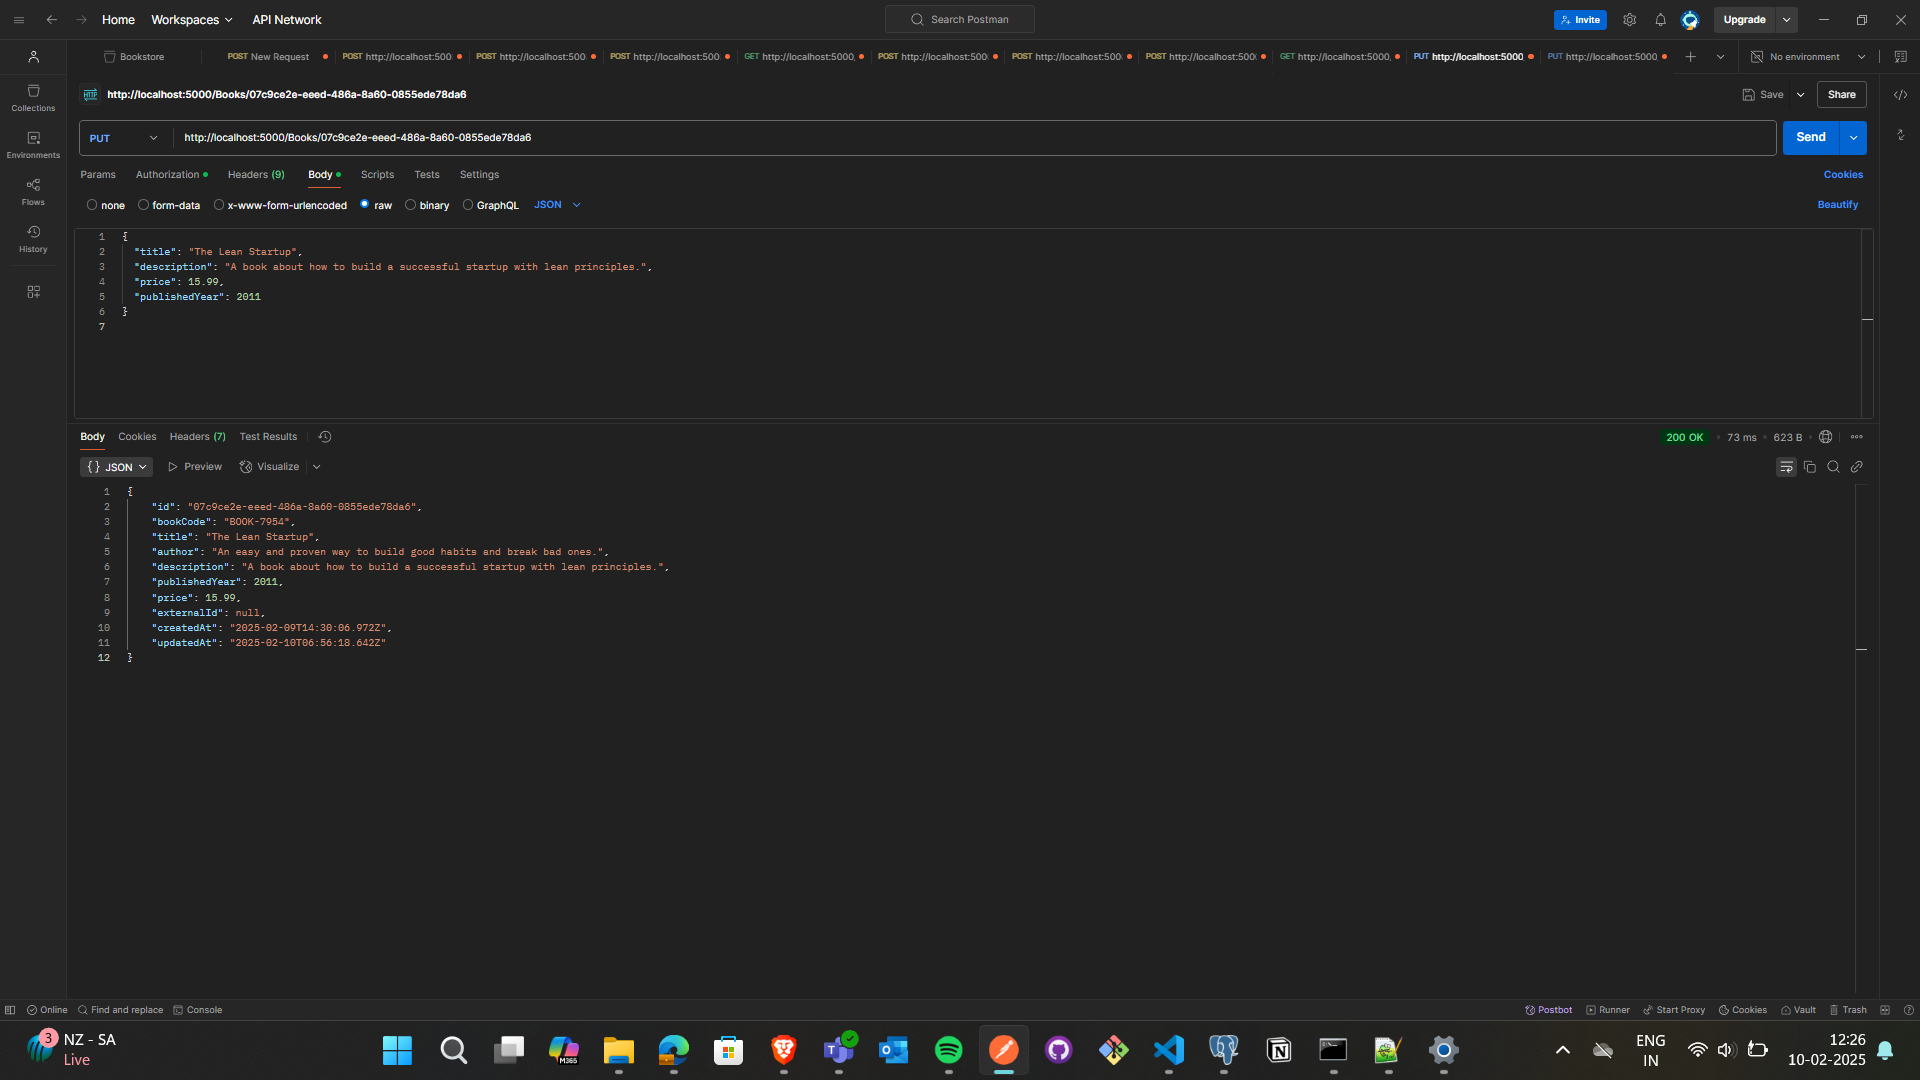 Home Workspaces API Network Search Postman Invite Upgrade
Bookstore POST New Request POST http://localhost:500 POST http://localhost:500 POST http://localhost:500 GET http://localhost:5000, POST http://localhost:500 POST http://localhost:500 POST http://localhost:500 GET http://localhost:5000, PUT http://localhost:5000, PUT http://localhost:5000 No environment
HTTP http://localhost:5000/Books/07c9ce2e-eeed-486a-8a60-0855ede78da6 Save Share
Collections
Environments
Flows
History
PUT http://localhost:5000/Books/07c9ce2e-eeed-486a-8a60-0855ede78da6 Send
Params Authorization Headers (9) Body Scripts Tests Settings Cookies
none form-data x-www-form-urlencoded raw binary GraphQL JSON Beautify
1 {
2 "title": "The Lean Startup",
3 "description": "A book about how to build a successful startup with lean principles.",
4 "price": 15.99,
5 "publishedYear": 2011
6 }
7
Body Cookies Headers (7) Test Results 200 OK 73 ms 623 B
{} JSON Preview Visualize
1 {
2 "id": "07c9ce2e-eeed-486a-8a60-0855ede78da6",
3 "bookCode": "BOOK-7954",
4 "title": "The Lean Startup",
5 "author": "An easy and proven way to build good habits and break bad ones.",
6 "description": "A book about how to build a successful startup with lean principles.",
7 "publishedYear": 2011,
8 "price": 15.99,
9 "externalId": null,
10 "createdAt": "2025-02-09T14:30:06.972Z",
11 "updatedAt": "2025-02-10T06:56:18.642Z"
12 }
Online Find and replace Console Postbot Runner Start Proxy Cookies Vault Trash
3 NZ - SA
Live
M365
ENG
IN
12:26
10-02-2025